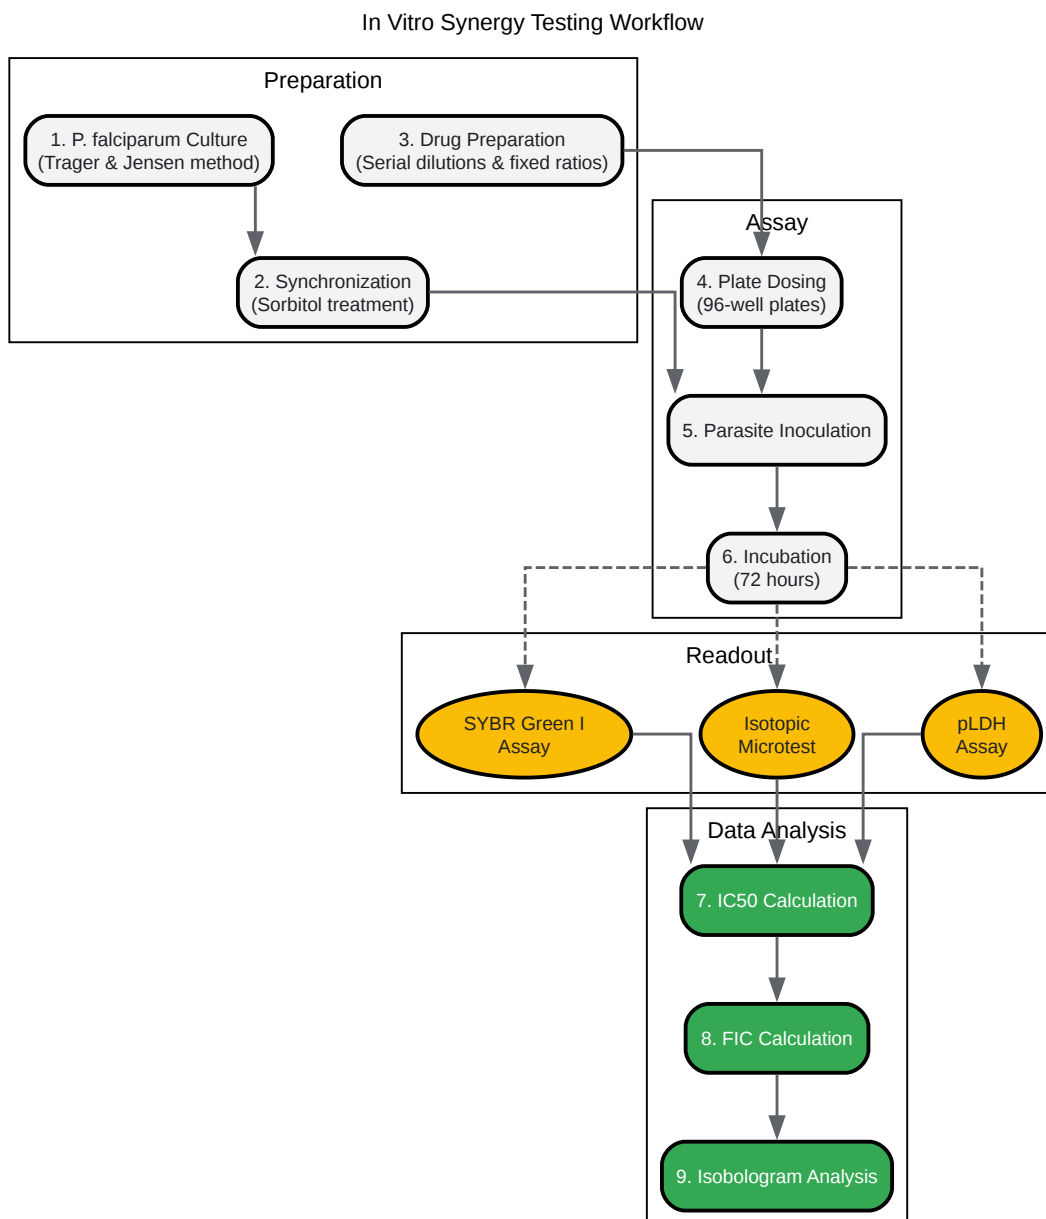 In Vitro Synergy Testing Workflow
Preparation
1. P. falciparum Culture
(Trager & Jensen method)
3. Drug Preparation
(Serial dilutions & fixed ratios)
2. Synchronization
(Sorbitol treatment)
Assay
4. Plate Dosing
(96-well plates)
5. Parasite Inoculation
6. Incubation
(72 hours)
Readout
SYBR Green I
Assay
Isotopic
Microtest
pLDH
Assay
Data Analysis
7. IC50 Calculation
8. FIC Calculation
9. Isobologram Analysis